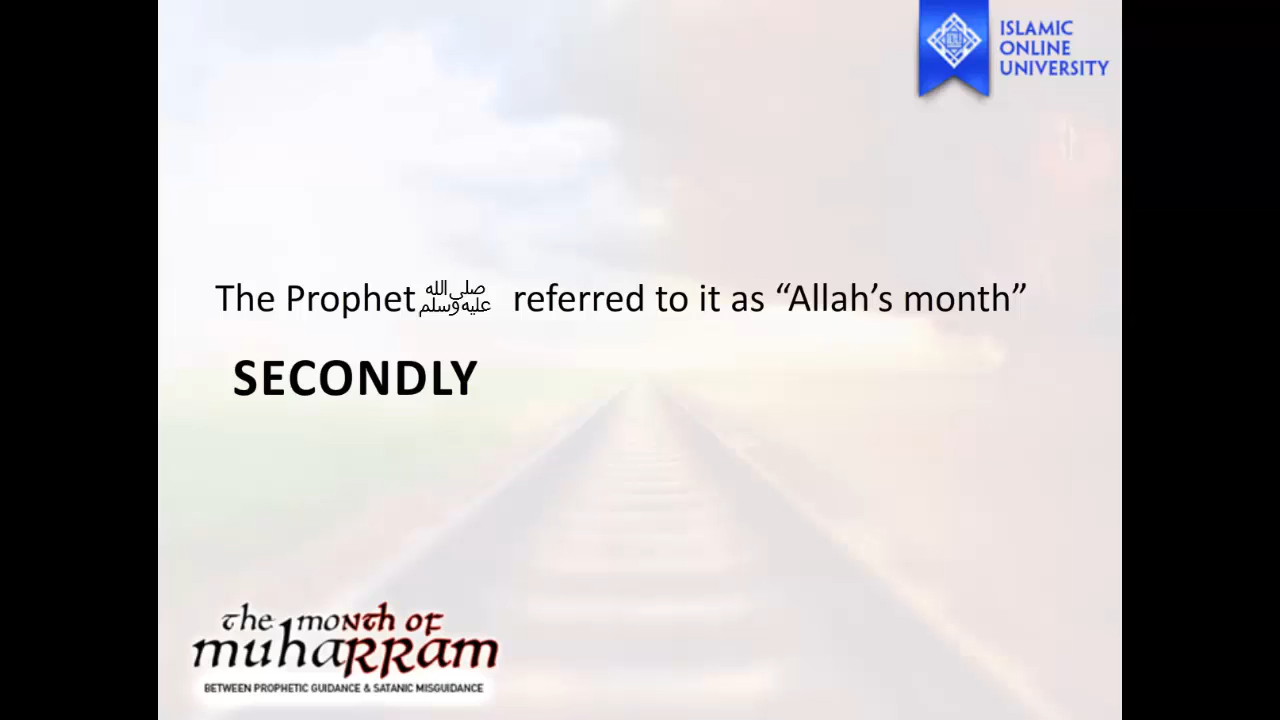 ISLAMIC
ONLINE
UNIVERSITY
The Prophet ﷺ referred to it as “Allah’s month”
SECONDLY
the month of
muharram
BETWEEN PROPHETIC GUIDANCE & SATANIC MISGUIDANCE